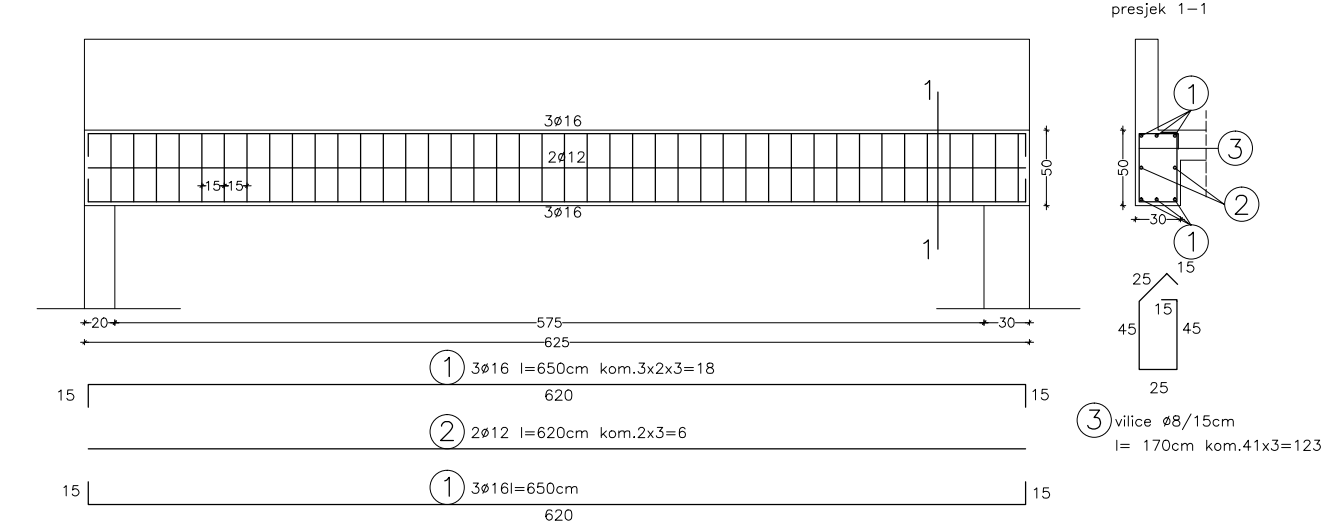 presjek 1-1
1
3ø16
1
2ø12
3
15 15
50
50
3ø16
2
30
1
1
15
25
15
45
45
25
20
575
30
625
1 3ø16 l=650cm kom.3x2x3=18
15
620
15
2 2ø12 l=620cm kom.2x3=6
3 vilice ø8/15cm
l= 170cm kom.41x3=123
1 3ø16l=650cm
15
620
15